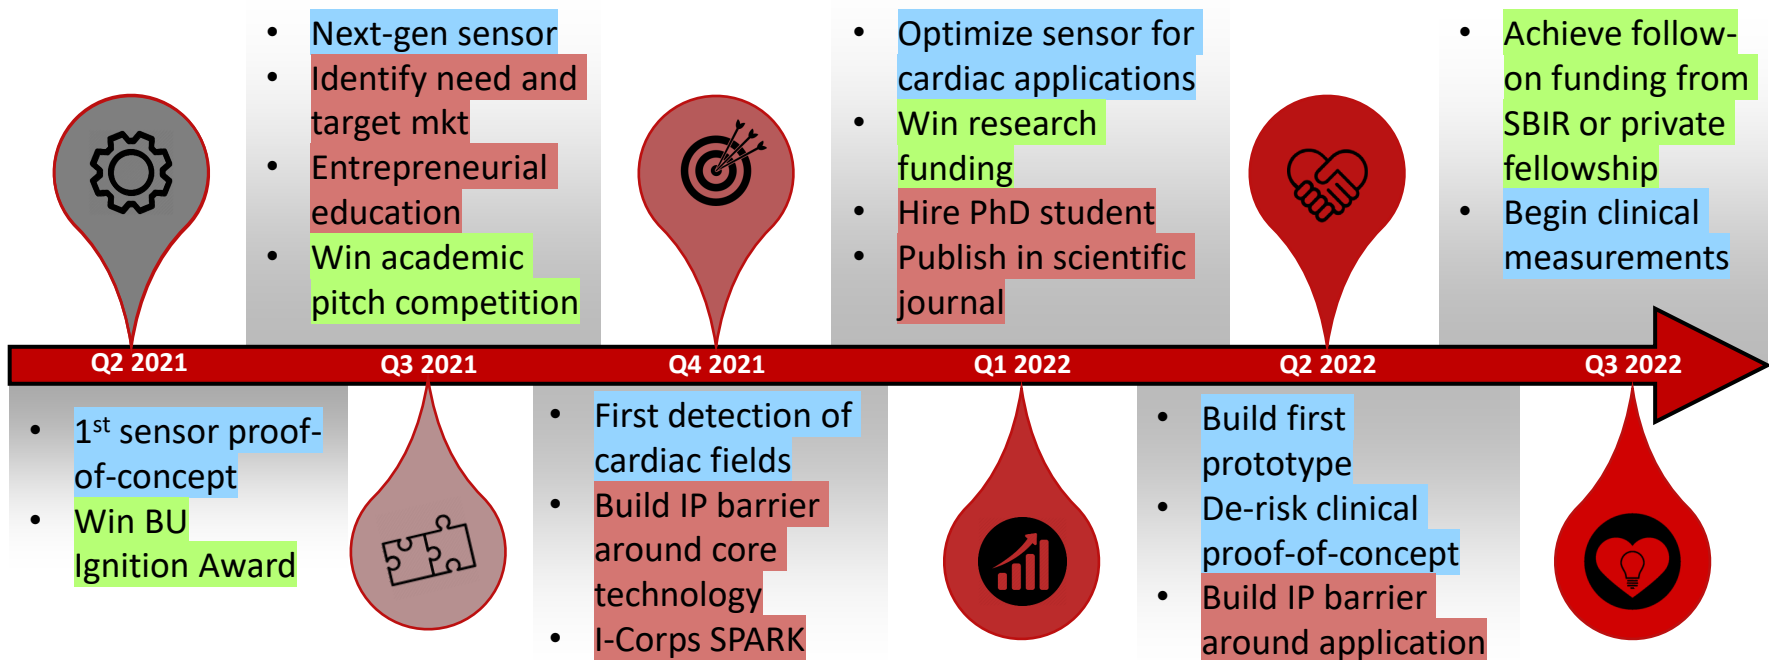 • Next-gen sensor
• Identify need and
target mkt
• Entrepreneurial
education
• Win academic
pitch competition
• Optimize sensor for
cardiac applications
• Win research
funding
• Hire PhD student
• Publish in scientific
journal
• Achieve follow-
on funding from
SBIR or private
fellowship
• Begin clinical
measurements
Q2 2021
Q3 2021
Q4 2021
Q1 2022
Q2 2022
Q3 2022
• 1st sensor proof-
of-concept
• Win BU
Ignition Award
• First detection of
cardiac fields
• Build IP barrier
around core
technology
• I-Corps SPARK
• Build first
prototype
• De-risk clinical
proof-of-concept
• Build IP barrier
around application